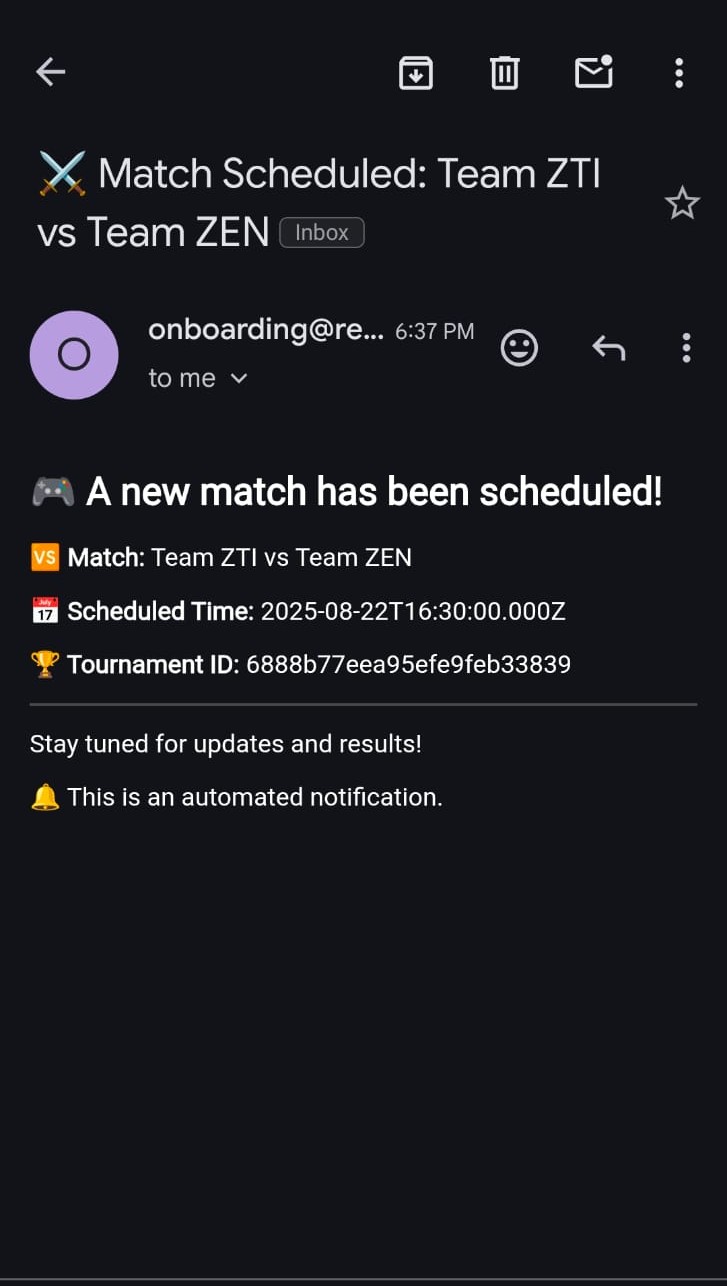 ⚔️ Match Scheduled: Team ZTI
vs Team ZEN Inbox
O
onboarding@re... 6:37 PM
to me
🎮 A new match has been scheduled!
🆚 Match: Team ZTI vs Team ZEN
📅 Scheduled Time: 2025-08-22T16:30:00.000Z
🏆 Tournament ID: 6888b77eea95efe9feb33839
Stay tuned for updates and results!
🔔 This is an automated notification.